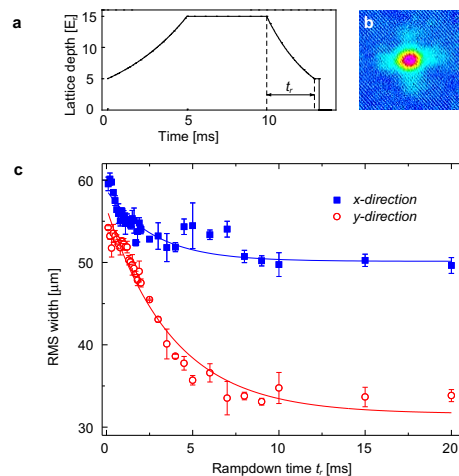 a
b
Lattice depth [Eᵣ]
15
10
5
0
0
5
10
tᵣ
Time [ms]
c
60
50
40
30
RMS width [µm]
x-direction
y-direction
0
5
10
15
20
Rampdown time tᵣ [ms]